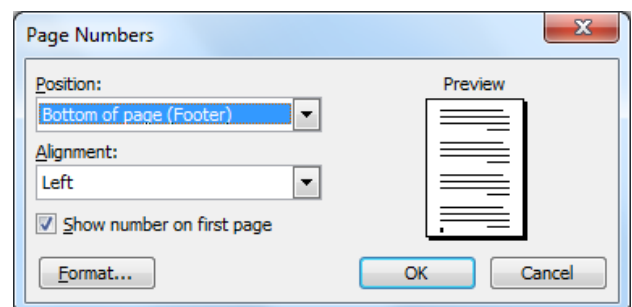 Page Numbers
Position:
Preview
Bottom of page (Footer)
Alignment:
Left
Show number on first page
Format...
OK
Cancel